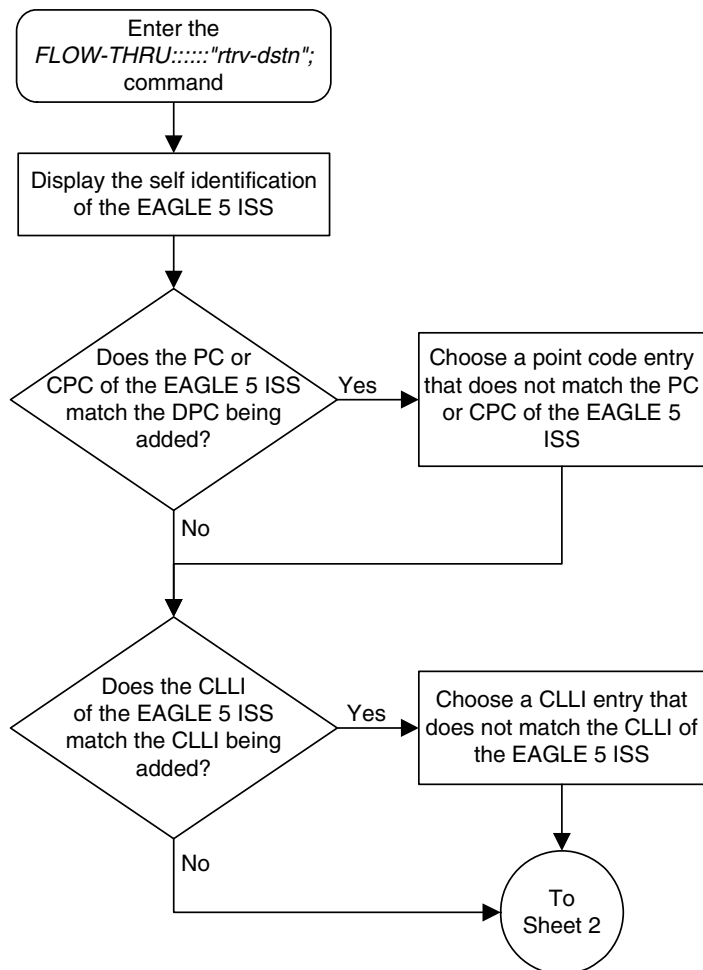 Enter the
FLOW-THRU::::::"rtrv-dstn";
command
Display the self identification
of the EAGLE 5 ISS
Does the PC or
CPC of the EAGLE 5 ISS
match the DPC being
added?
Yes
Choose a point code entry
that does not match the PC
or CPC of the EAGLE 5
ISS
No
Does the CLLI
of the EAGLE 5 ISS
match the CLLI being
added?
Yes
Choose a CLLI entry that
does not match the CLLI of
the EAGLE 5 ISS
No
To
Sheet 2